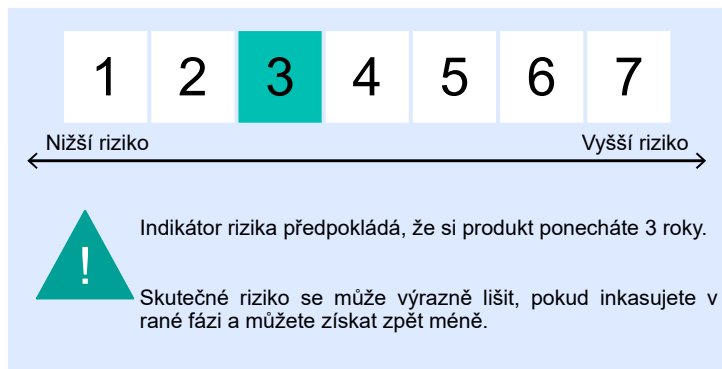 1 2 3 4 5 6 7
Nižší riziko Vyšší riziko
Indikátor rizika předpokládá, že si produkt ponecháte 3 roky.
!
Skutečné riziko se může výrazně lišit, pokud inkasujete v
rané fázi a můžete získat zpět méně.